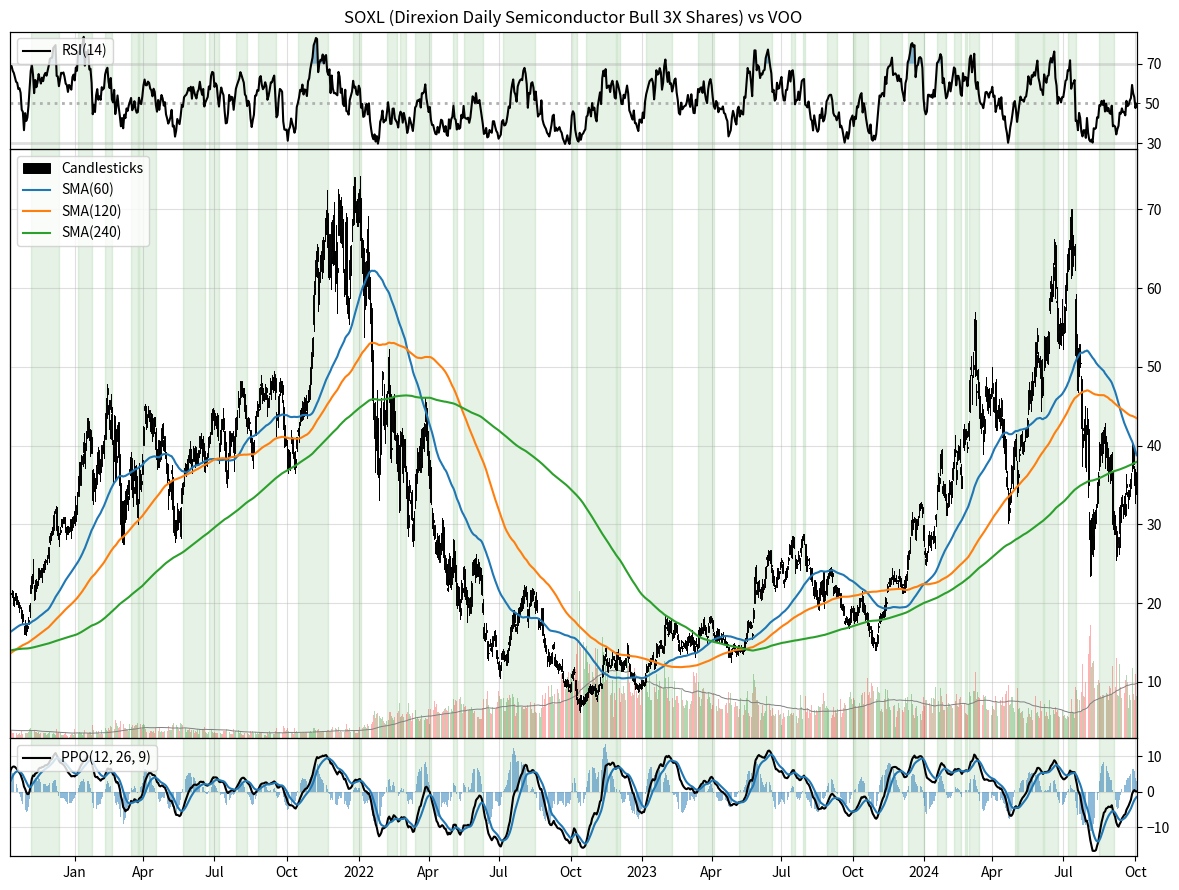 SOXL (Direxion Daily Semiconductor Bull 3X Shares) vs VOO
RSI(14)
70
50
30
Candlesticks
SMA(60)
SMA(120)
SMA(240)
70
60
50
40
30
20
10
PPO(12, 26, 9)
10
0
−10
Jan Apr Jul Oct 2022 Apr Jul Oct 2023 Apr Jul Oct 2024 Apr Jul Oct